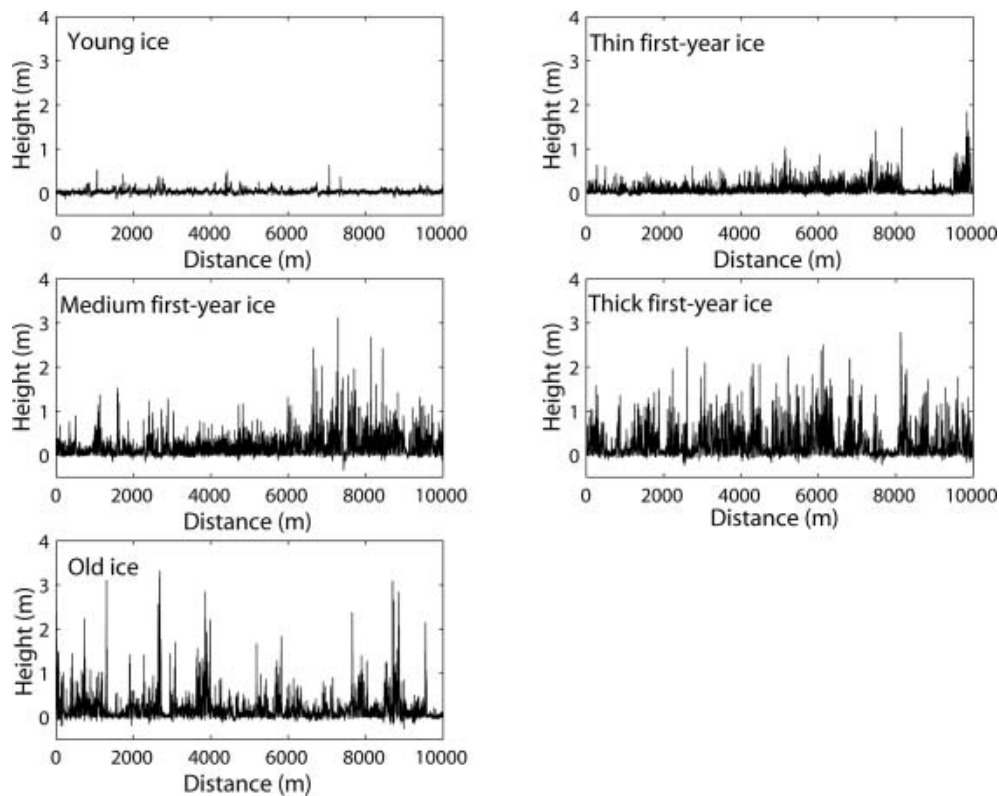 Young ice
Height (m)
4
3
2
1
0
0 2000 4000 6000 8000 10000
Distance (m)
Thin first-year ice
Height (m)
4
3
2
1
0
0 2000 4000 6000 8000 10000
Distance (m)
Medium first-year ice
Height (m)
4
3
2
1
0
0 2000 4000 6000 8000 10000
Distance (m)
Thick first-year ice
Height (m)
4
3
2
1
0
0 2000 4000 6000 8000 10000
Distance (m)
Old ice
Height (m)
4
3
2
1
0
0 2000 4000 6000 8000 10000
Distance (m)